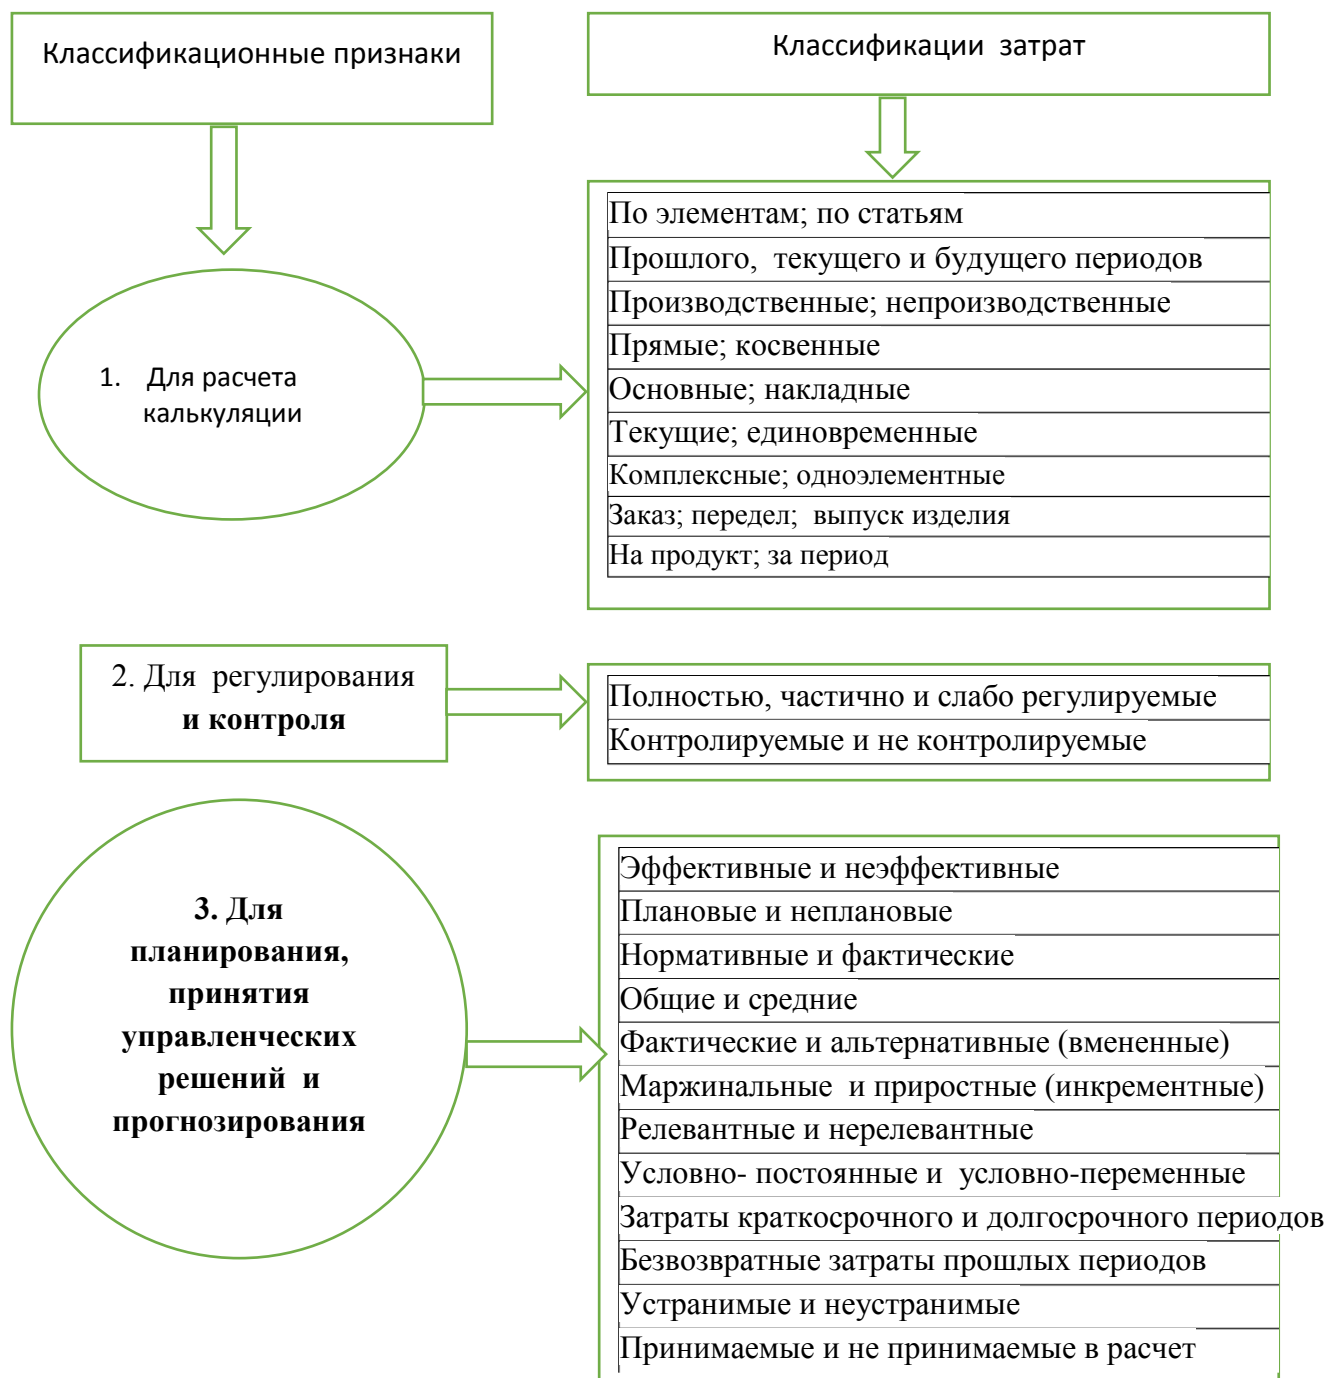 Классификационные признаки
Классификации затрат
1. Для расчета
калькуляции
По элементам; по статьям
Прошлого, текущего и будущего периодов
Производственные; непроизводственные
Прямые; косвенные
Основные; накладные
Текущие; единовременные
Комплексные; одноэлементные
Заказ; передел; выпуск изделия
На продукт; за период
2. Для регулирования
и контроля
Полностью, частично и слабо регулируемые
Контролируемые и не контролируемые
3. Для
планирования,
принятия
управленческих
решений и
прогнозирования
Эффективные и неэффективные
Плановые и неплановые
Нормативные и фактические
Общие и средние
Фактические и альтернативные (вмененные)
Маржинальные и приростные (инкрементные)
Релевантные и нерелевантные
Условно- постоянные и условно-переменные
Затраты краткосрочного и долгосрочного периодов
Безвозвратные затраты прошлых периодов
Устранимые и неустранимые
Принимаемые и не принимаемые в расчет